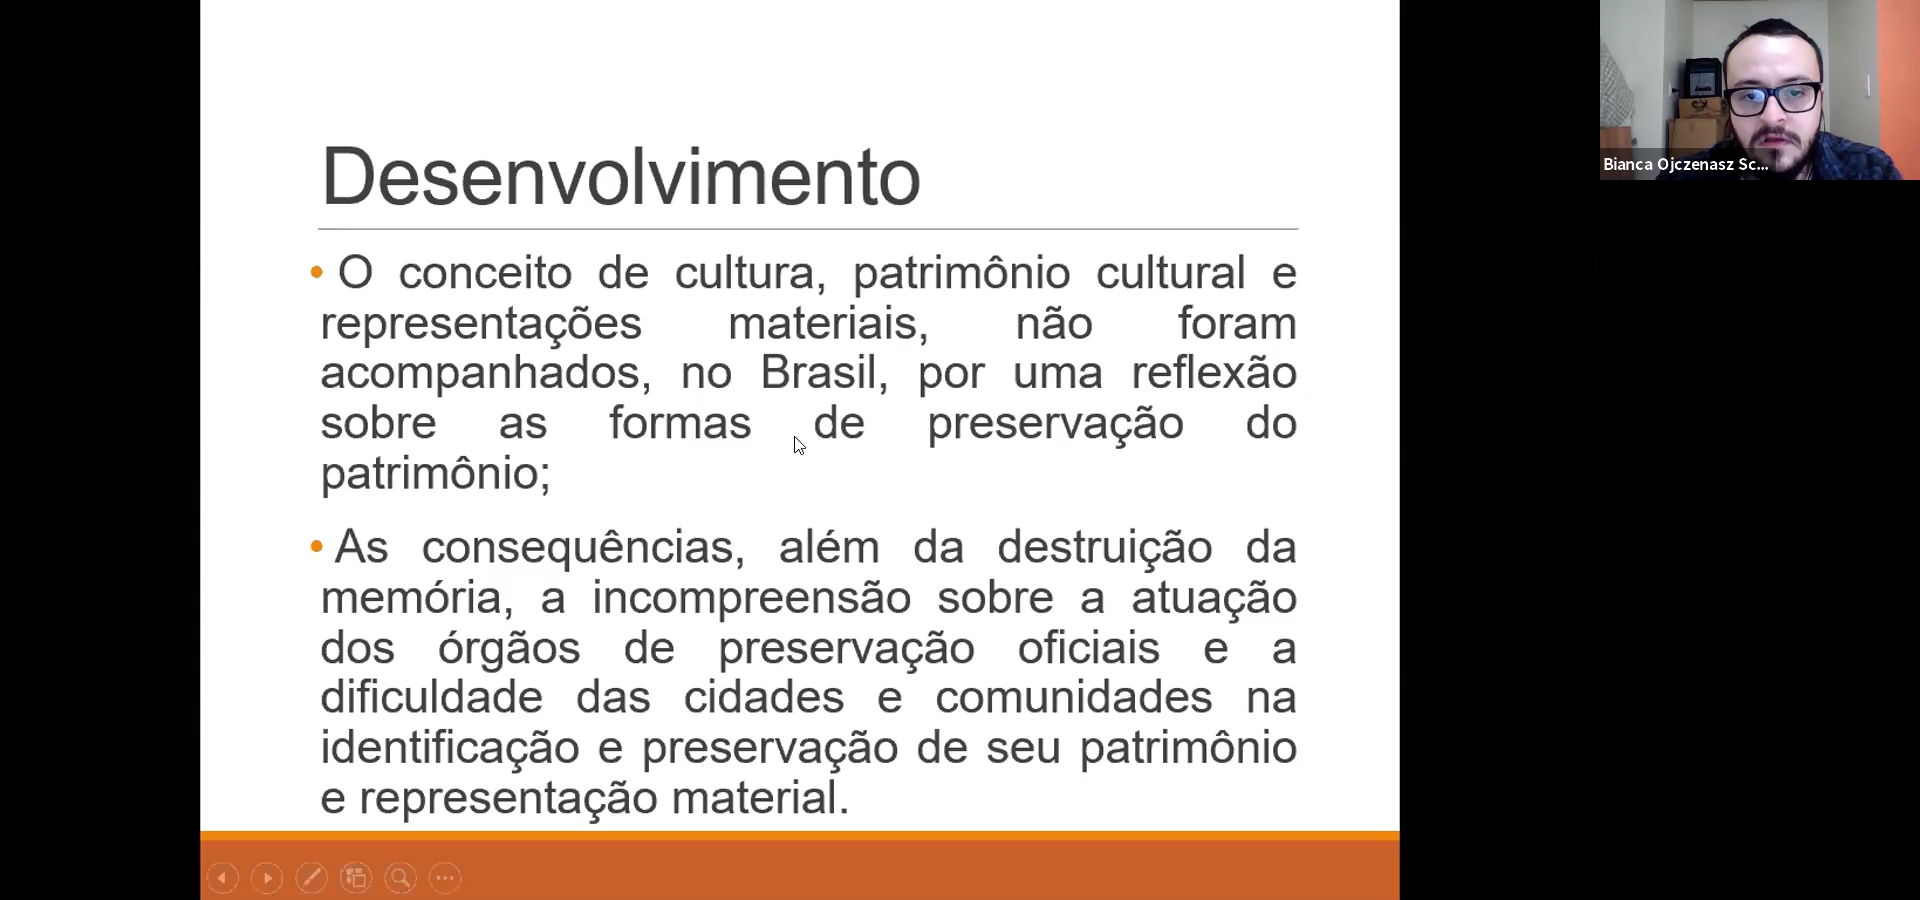 Desenvolvimento
• O conceito de cultura, patrimônio cultural e
representações materiais, não foram
acompanhados, no Brasil, por uma reflexão
sobre as formas de preservação do
patrimônio;
• As consequências, além da destruição da
memória, a incompreensão sobre a atuação
dos órgãos de preservação oficiais e a
dificuldade das cidades e comunidades na
identificação e preservação de seu patrimônio
e representação material.
Bianca Ojczenasz Sc...